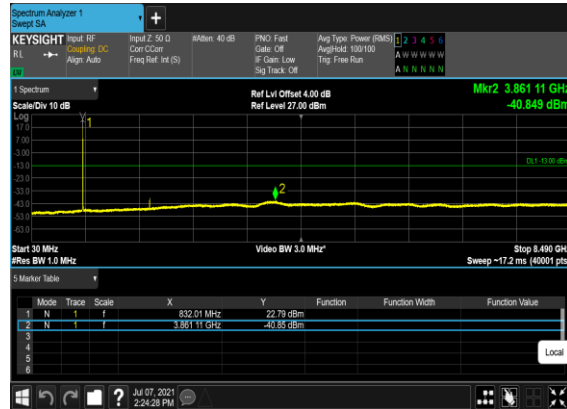 Spectrum Analyzer 1
Swept SA
+
KEYSIGHT Input: RF Input Z: 50 Ω #Atten: 40 dB PNO: Fast Avg Type: Power (RMS) 1 2 3 4 5 6
RL Coupling: DC Corr CCorr Gate: Off Avg|Hold: 100/100 A W W W W W
Align: Auto Freq Ref: Int (S) IF Gain: Low Trig: Free Run
Sig Track: Off A N N N N N
1 Spectrum Ref Lvl Offset 4.00 dB Mkr2 3.861 11 GHz
Scale/Div 10 dB Ref Level 27.00 dBm -40.849 dBm
Log
17.0
7.00
-3.00
-13.0
-23.0
-33.0
-43.0
-53.0
-63.0
1
DL1 -13.00 dBm
2
Start 30 MHz Video BW 3.0 MHz* Stop 8.490 GHz
#Res BW 1.0 MHz Sweep ~17.2 ms (40001 pts)
5 Marker Table
Mode Trace Scale X Y Function Function Width Function Value
1 N 1 f 832.01 MHz 22.79 dBm
2 N 1 f 3.861 11 GHz -40.85 dBm
3
4
5
6
Local
? Jul 07, 2021
2:24:28 PM